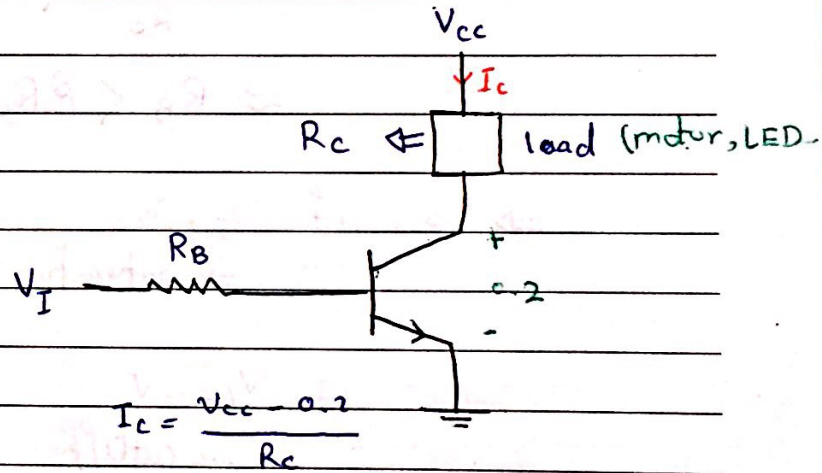 Vcc
Ic
Rc ⇐ load (motor, LED
RB
+
VI
0.2
-
Ic = Vcc - 0.2
Rc